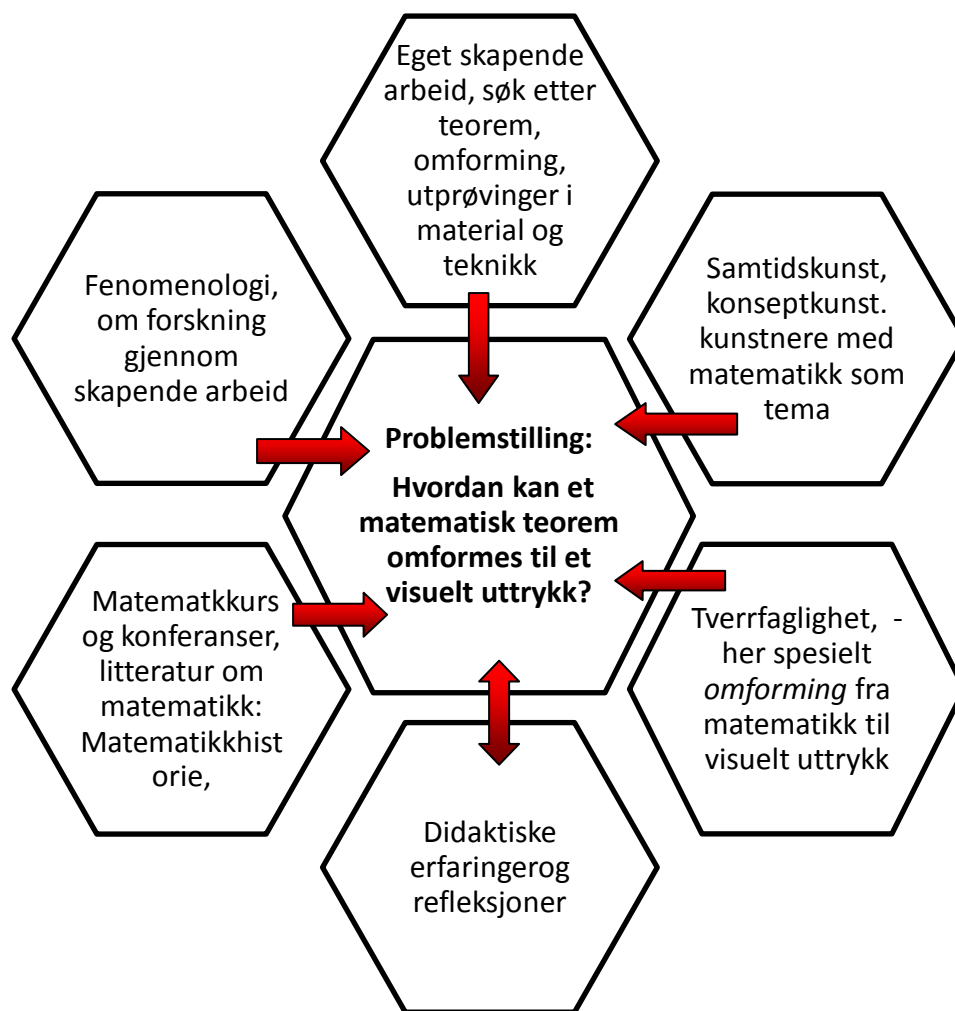 Eget skapende
arbeid, søk etter
teorem,
omforming,
utprøvinger i
material og
teknikk
Fenomenologi,
om forskning
gjennom
skapende arbeid
Samtidskunst,
konseptkunst.
kunstnere med
matematikk som
tema
Problemstilling:
Hvordan kan et
matematisk teorem
omformes til et
visuelt uttrykk?
Matematkkurs
og konferanser,
litteratur om
matematikk:
Matematikkhist
orie,
Tverrfaglighet, -
her spesielt
omforming fra
matematikk til
visuelt uttrykk
Didaktiske
erfaringerog
refleksjoner